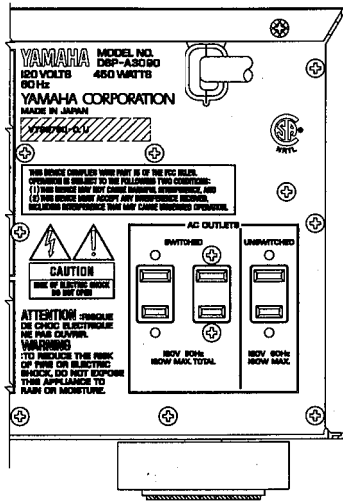 YAMAHA MODEL NO.
DSP-A3090
120 VOLTS 450 WATTS
60 Hz
YAMAHA CORPORATION
MADE IN JAPAN
NRTL
THIS DEVICE COMPLIES WITH PART 15 OF THE FCC RULES.
OPERATION IS SUBJECT TO THE FOLLOWING TWO CONDITIONS:
(1) THIS DEVICE MAY NOT CAUSE HARMFUL INTERFERENCE, AND
(2) THIS DEVICE MUST ACCEPT ANY INTERFERENCE RECEIVED,
INCLUDING INTERFERENCE THAT MAY CAUSE UNDESIRED OPERATION.
AC OUTLETS
SWITCHED
UNSWITCHED
CAUTION
RISK OF ELECTRIC SHOCK
DO NOT OPEN
ATTENTION :RISQUE
DE CHOC ELECTRIQUE
NE PAS OUVRIR.
WARNING
:TO REDUCE THE RISK
OF FIRE OR ELECTRIC
SHOCK, DO NOT EXPOSE
THIS APPLIANCE TO
RAIN OR MOISTURE.
120V 60Hz
MAX. TOTAL
120V 60Hz
MAX.